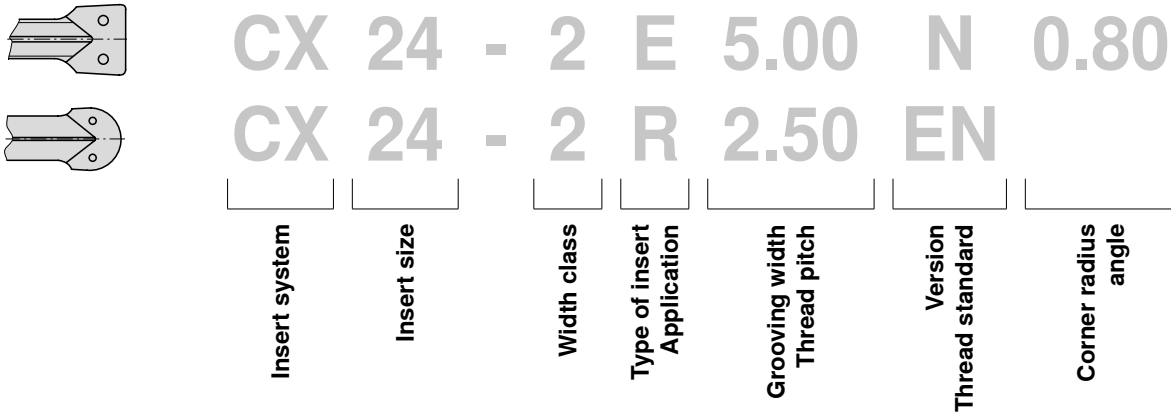 CX 24 - 2 E 5.00 N 0.80
CX 24 - 2 R 2.50 EN
Insert system
Insert size
Width class
Type of insert
Application
Grooving width
Thread pitch
Version
Thread standard
Corner radius
angle